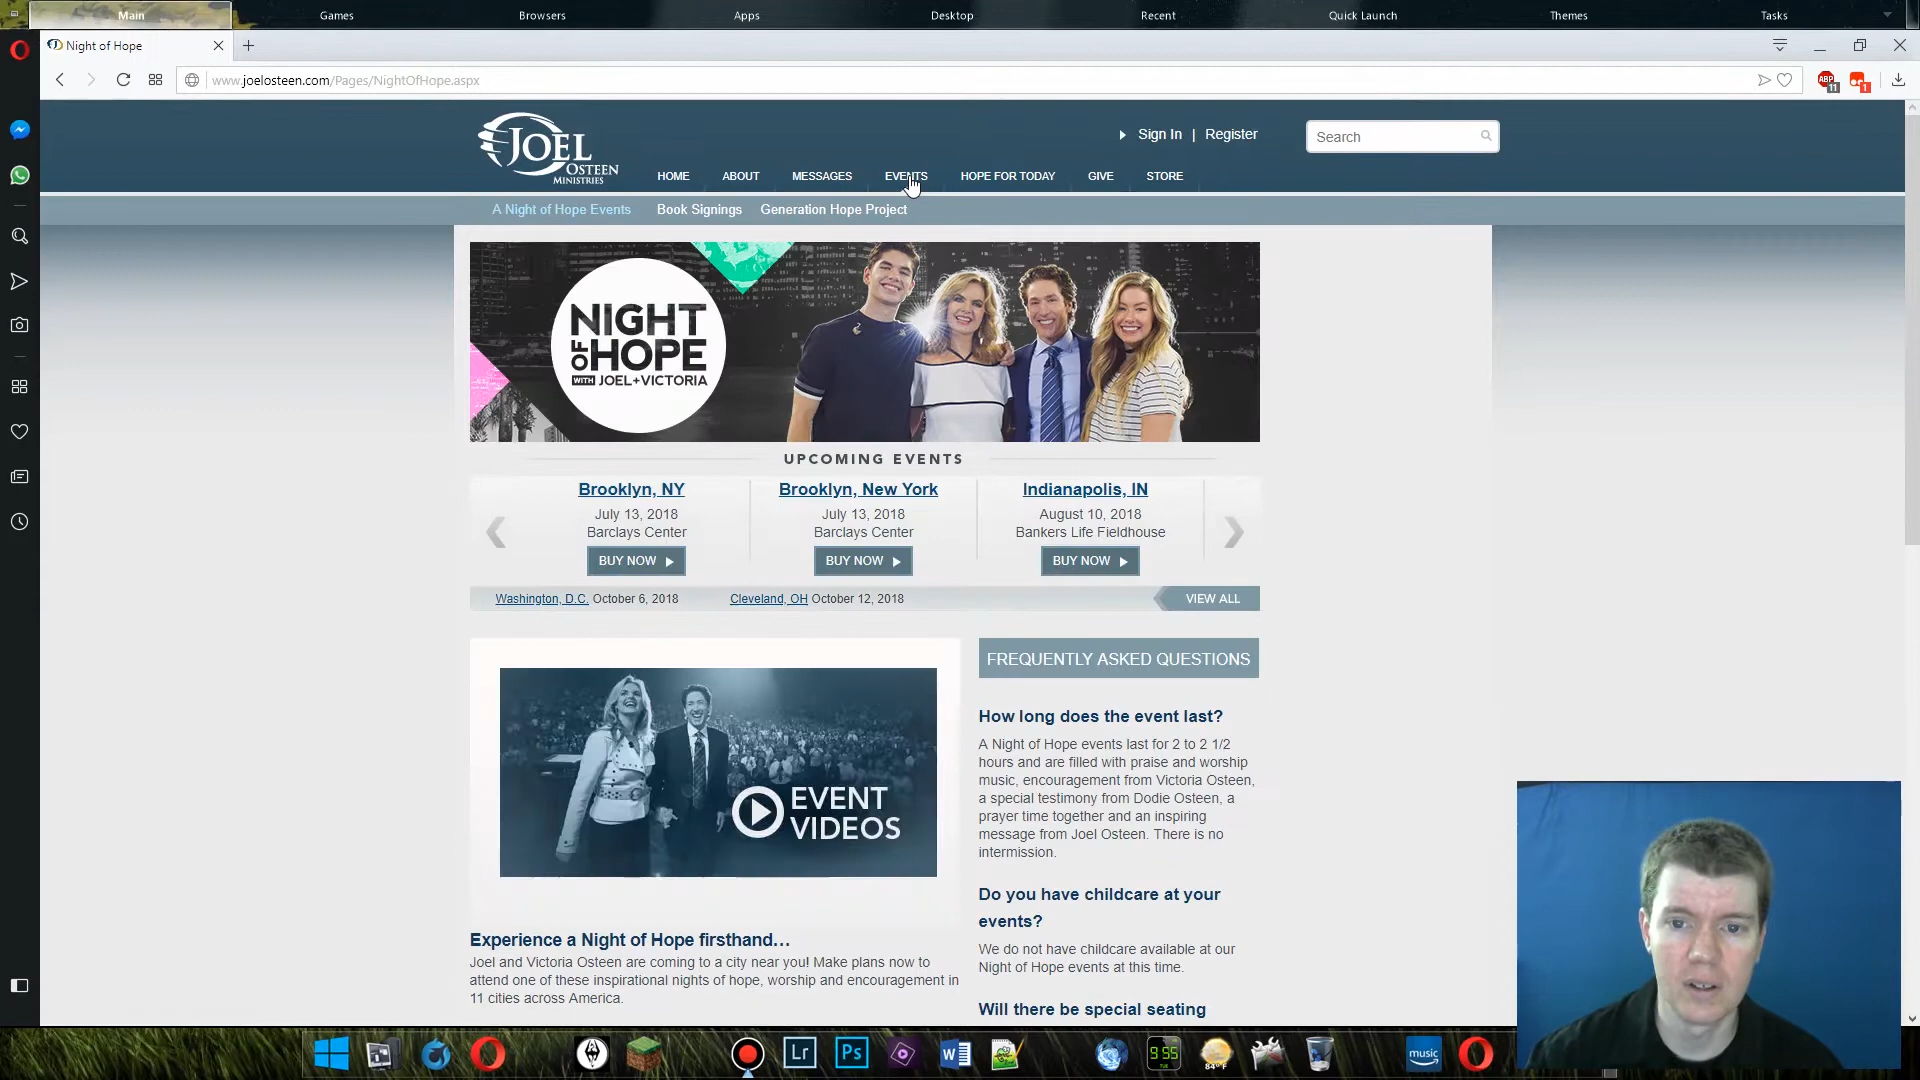 Main
Games
Browsers
Apps
Desktop
Recent
Quick Launch
Themes
Tasks
Night of Hope
www.joelosteen.com/Pages/NightOfHope.aspx
ABP
11
1
JOEL
OSTEEN
MINISTRIES
Sign In | Register
Search
HOME
ABOUT
MESSAGES
EVENTS
HOPE FOR TODAY
GIVE
STORE
A Night of Hope Events
Book Signings
Generation Hope Project
NIGHT
OF HOPE
WITH JOEL+VICTORIA
UPCOMING EVENTS
Brooklyn, NY
July 13, 2018
Barclays Center
BUY NOW
Brooklyn, New York
July 13, 2018
Barclays Center
BUY NOW
Indianapolis, IN
August 10, 2018
Bankers Life Fieldhouse
BUY NOW
Washington, D.C. October 6, 2018
Cleveland, OH October 12, 2018
VIEW ALL
EVENT
VIDEOS
Experience a Night of Hope firsthand…
Joel and Victoria Osteen are coming to a city near you! Make plans now to
attend one of these inspirational nights of hope, worship and encouragement in
11 cities across America.
FREQUENTLY ASKED QUESTIONS
How long does the event last?
A Night of Hope events last for 2 to 2 1/2
hours and are filled with praise and worship
music, encouragement from Victoria Osteen,
a special testimony from Dodie Osteen, a
prayer time together and an inspiring
message from Joel Osteen. There is no
intermission.
Do you have childcare at your
events?
We do not have childcare available at our
Night of Hope events at this time.
Will there be special seating
Lr
Ps
W
9:55
TUE
84°F
music